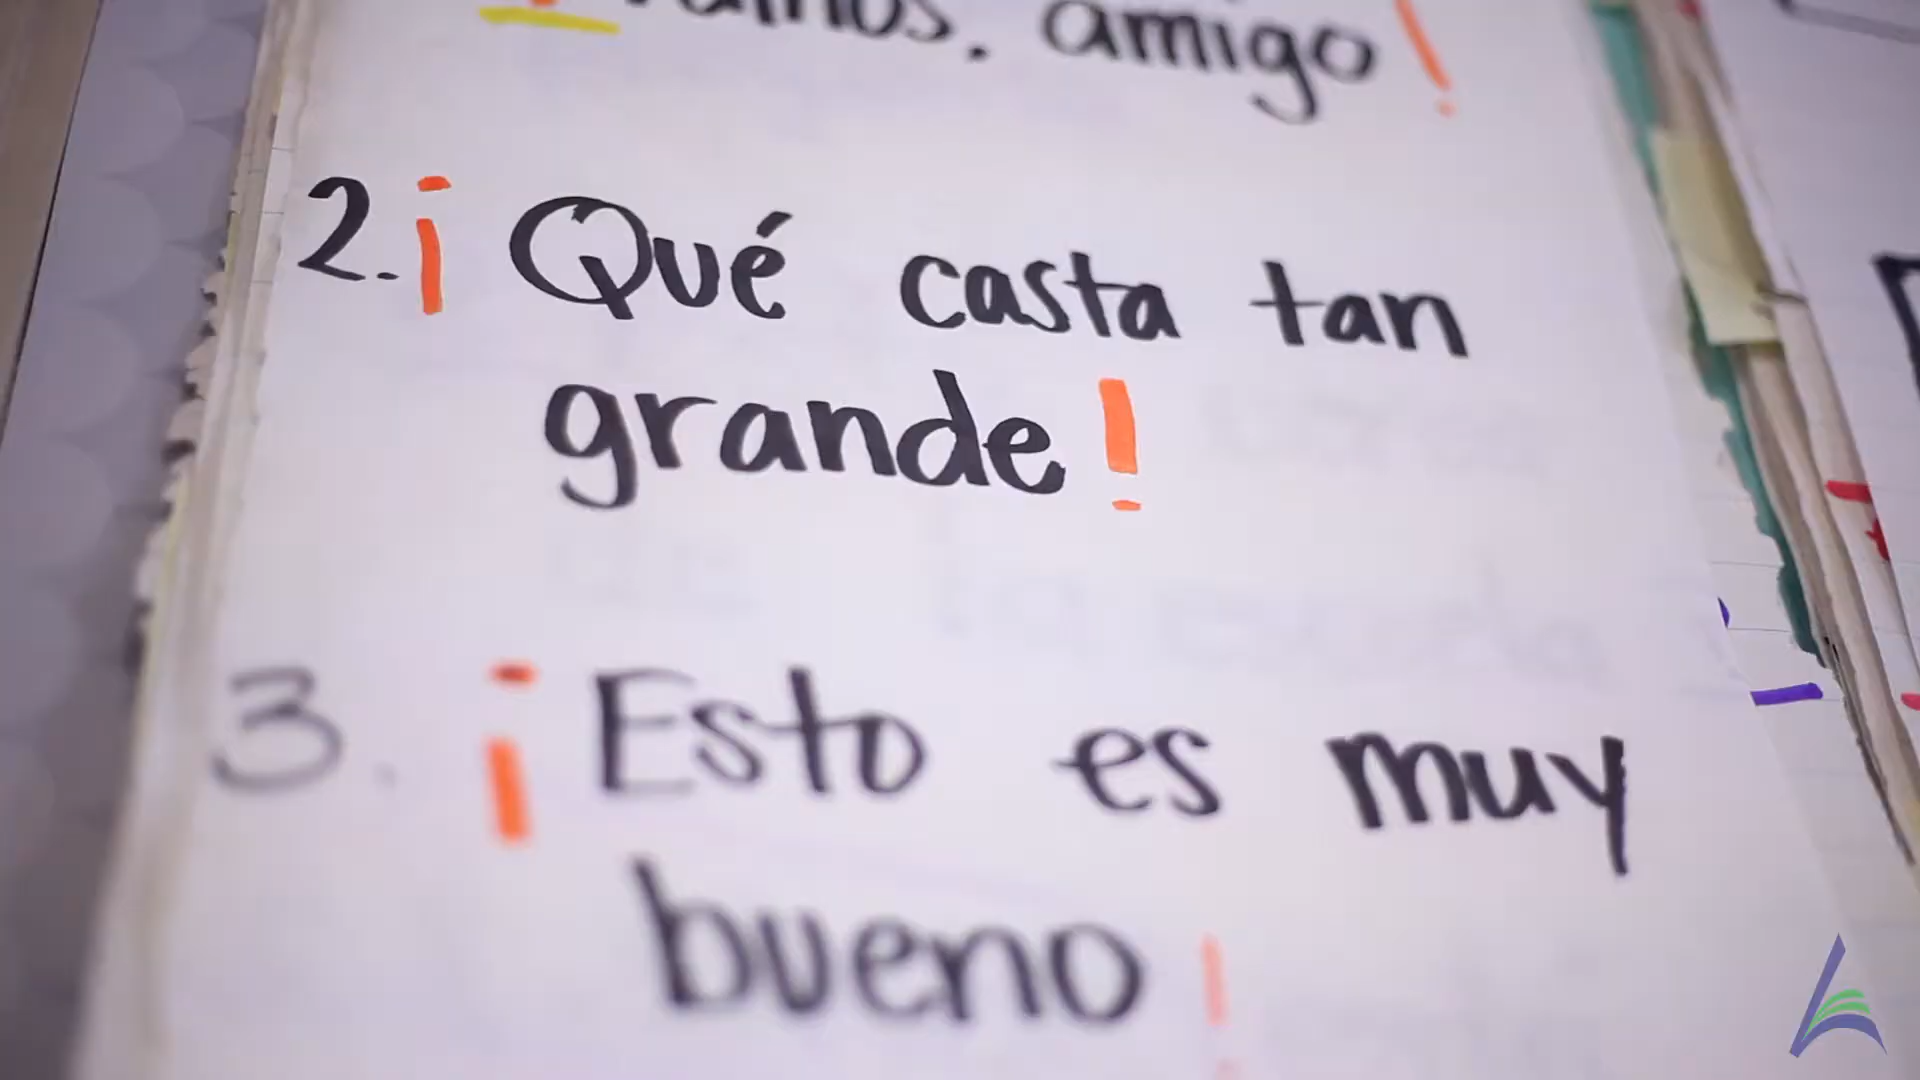 amigo!
2. ¡Qué casta tan
grande!
3. ¡Esto es muy
bueno!